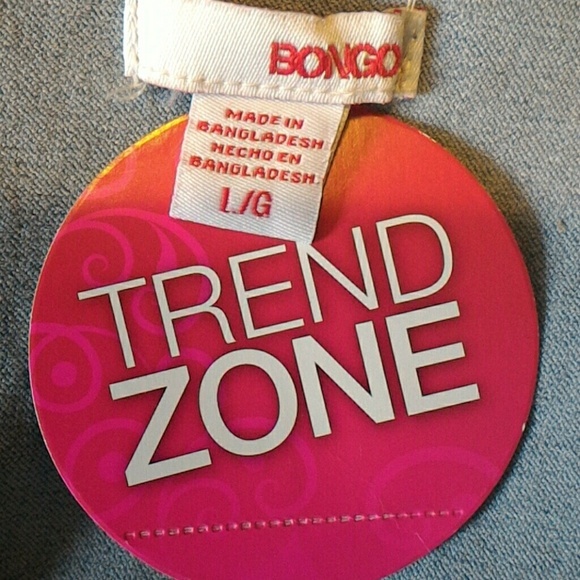 BONGO
MADE IN
BANGLADESH
HECHO EN
BANGLADESH
L/G
TREND
ZONE